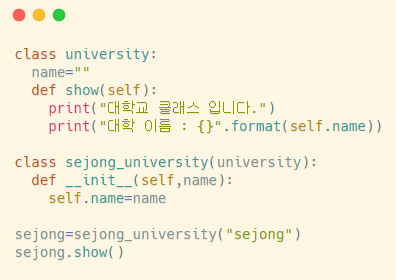 class university:
  name=""
  def show(self):
    print("대학교 클래스 입니다.")
    print("대학 이름 : {}".format(self.name))

class sejong_university(university):
  def __init__(self,name):
    self.name=name

sejong=sejong_university("sejong")
sejong.show()